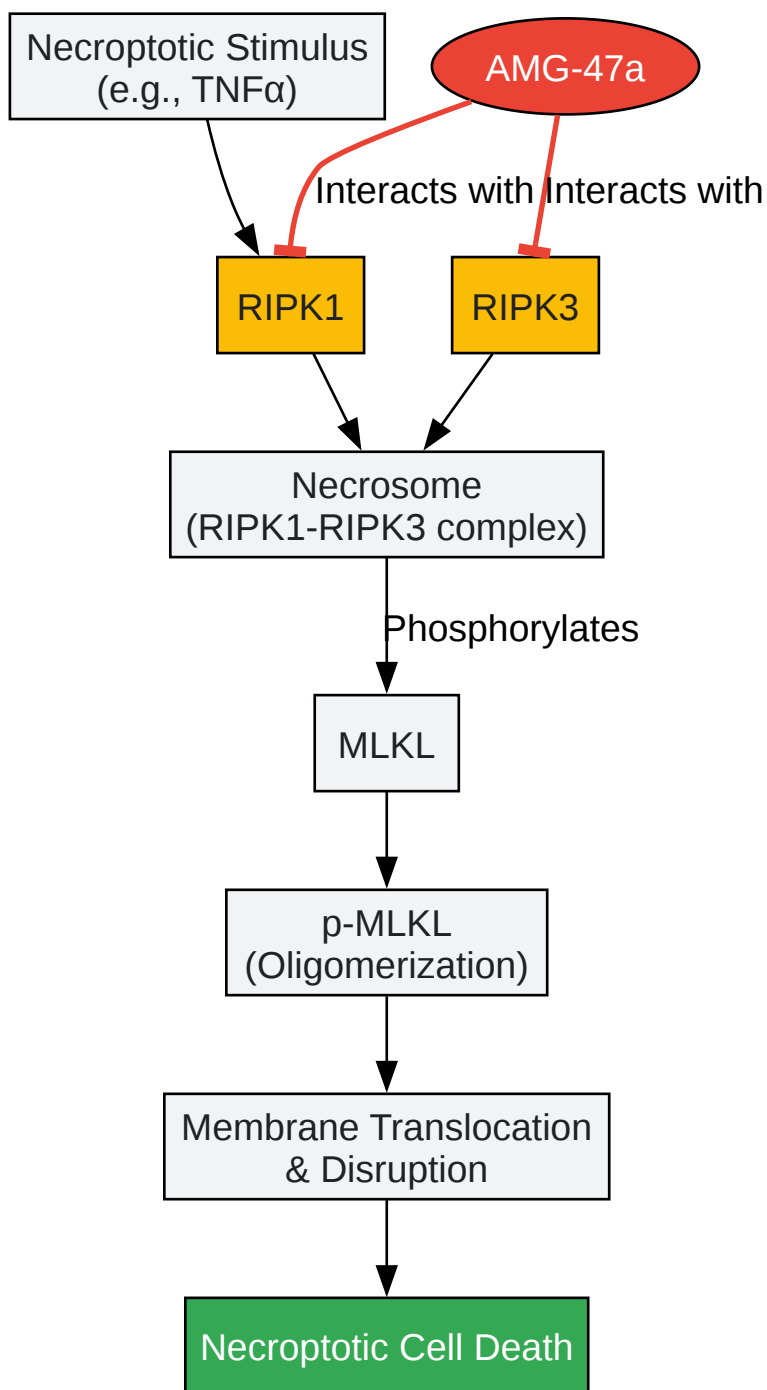 Necroptotic Stimulus
(e.g., TNFα)
AMG-47a
Interacts with
Interacts with
RIPK1
RIPK3
Necrosome
(RIPK1-RIPK3 complex)
Phosphorylates
MLKL
p-MLKL
(Oligomerization)
Membrane Translocation
& Disruption
Necroptotic Cell Death